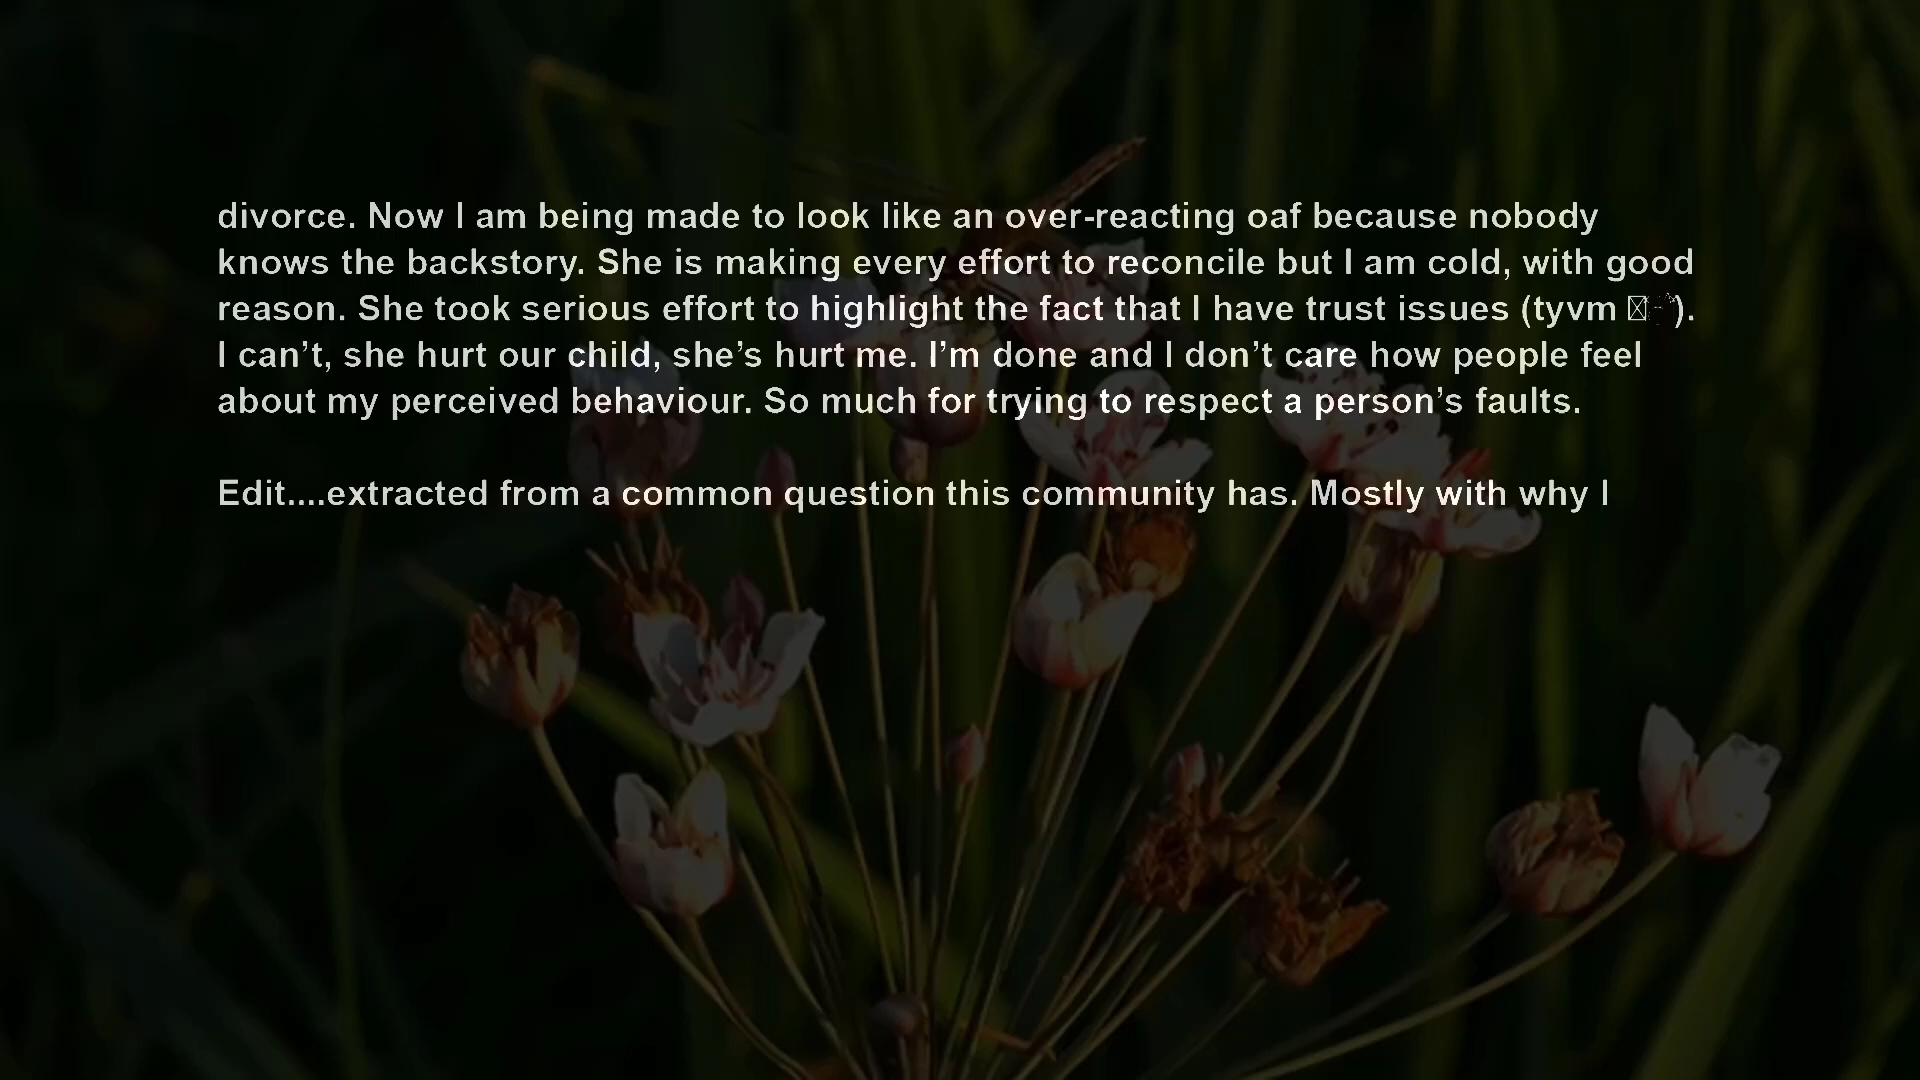 divorce. Now I am being made to look like an over-reacting oaf because nobody
knows the backstory. She is making every effort to reconcile but I am cold, with good
reason. She took serious effort to highlight the fact that I have trust issues (tyvm ).
I can’t, she hurt our child, she’s hurt me. I’m done and I don’t care how people feel
about my perceived behaviour. So much for trying to respect a person’s faults.
Edit....extracted from a common question this community has. Mostly with why I